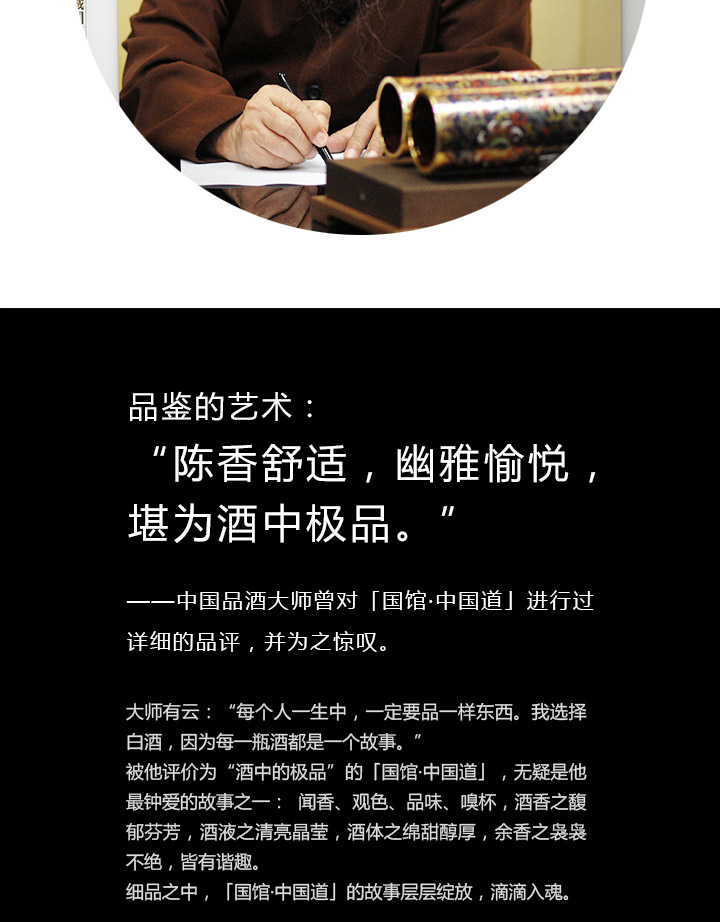 品鉴的艺术：
“陈香舒适，幽雅愉悦，
堪为酒中极品。”
——中国品酒大师曾对「国馆·中国道」进行过
详细的品评，并为之惊叹。
大师有云：“每个人一生中，一定要品一样东西。我选择
白酒，因为每一瓶酒都是一个故事。”
被他评价为“酒中的极品”的「国馆·中国道」，无疑是他
最钟爱的故事之一： 闻香、观色、品味、嗅杯，酒香之馥
郁芬芳，酒液之清亮晶莹，酒体之绵甜醇厚，余香之袅袅
不绝，皆有谐趣。
细品之中，「国馆·中国道」的故事层层绽放，滴滴入魂。